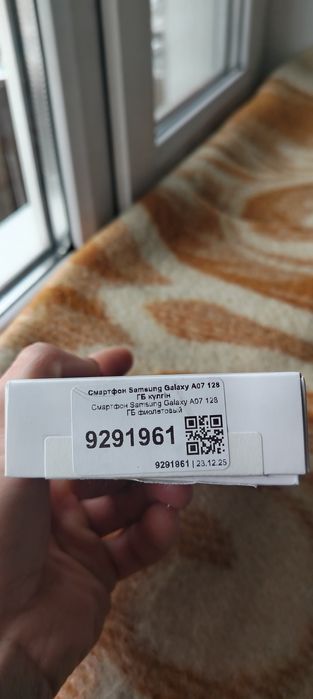 Смартфон Samsung Galaxy A07 128
ГБ күлгін
Смартфон Samsung Galaxy A07 128
ГБ фиолетовый
9291961
9291961 | 23.12.25